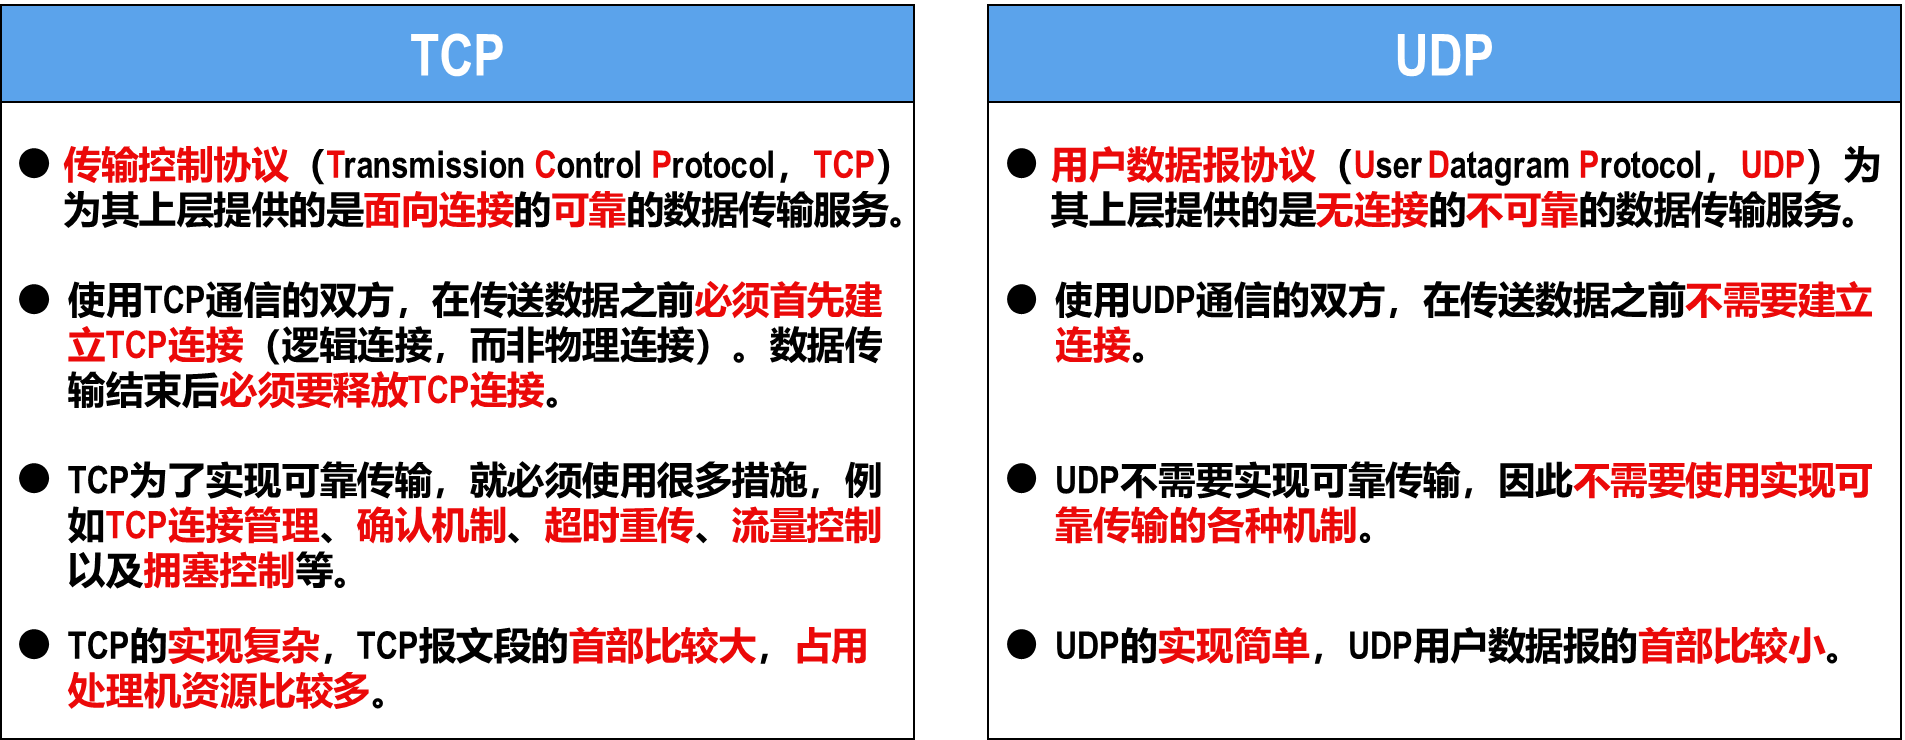 TCP
● 传输控制协议（Transmission Control Protocol，TCP）
为其上层提供的是面向连接的可靠的数据传输服务。
● 使用TCP通信的双方，在传送数据之前必须首先建
立TCP连接（逻辑连接，而非物理连接）。数据传
输结束后必须要释放TCP连接。
● TCP为了实现可靠传输，就必须使用很多措施，例
如TCP连接管理、确认机制、超时重传、流量控制
以及拥塞控制等。
● TCP的实现复杂，TCP报文段的首部比较大，占用
处理机资源比较多。
UDP
● 用户数据报协议（User Datagram Protocol，UDP）为
其上层提供的是无连接的不可靠的数据传输服务。
● 使用UDP通信的双方，在传送数据之前不需要建立
连接。
● UDP不需要实现可靠传输，因此不需要使用实现可
靠传输的各种机制。
● UDP的实现简单，UDP用户数据报的首部比较小。